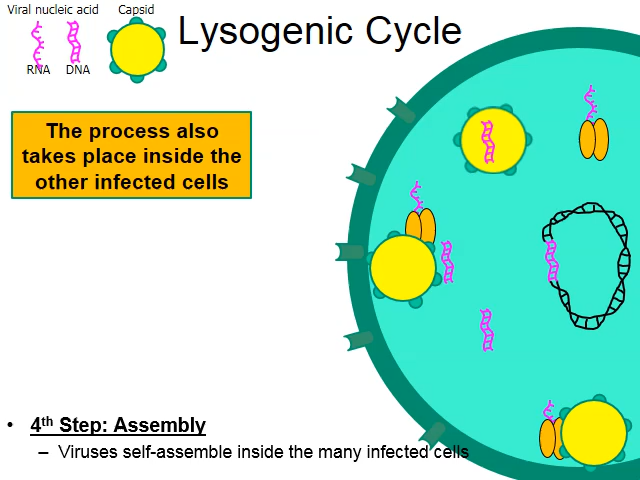 Viral nucleic acid Capsid
RNA DNA
Lysogenic Cycle
The process also
takes place inside the
other infected cells
• 4th Step: Assembly
– Viruses self-assemble inside the many infected cells